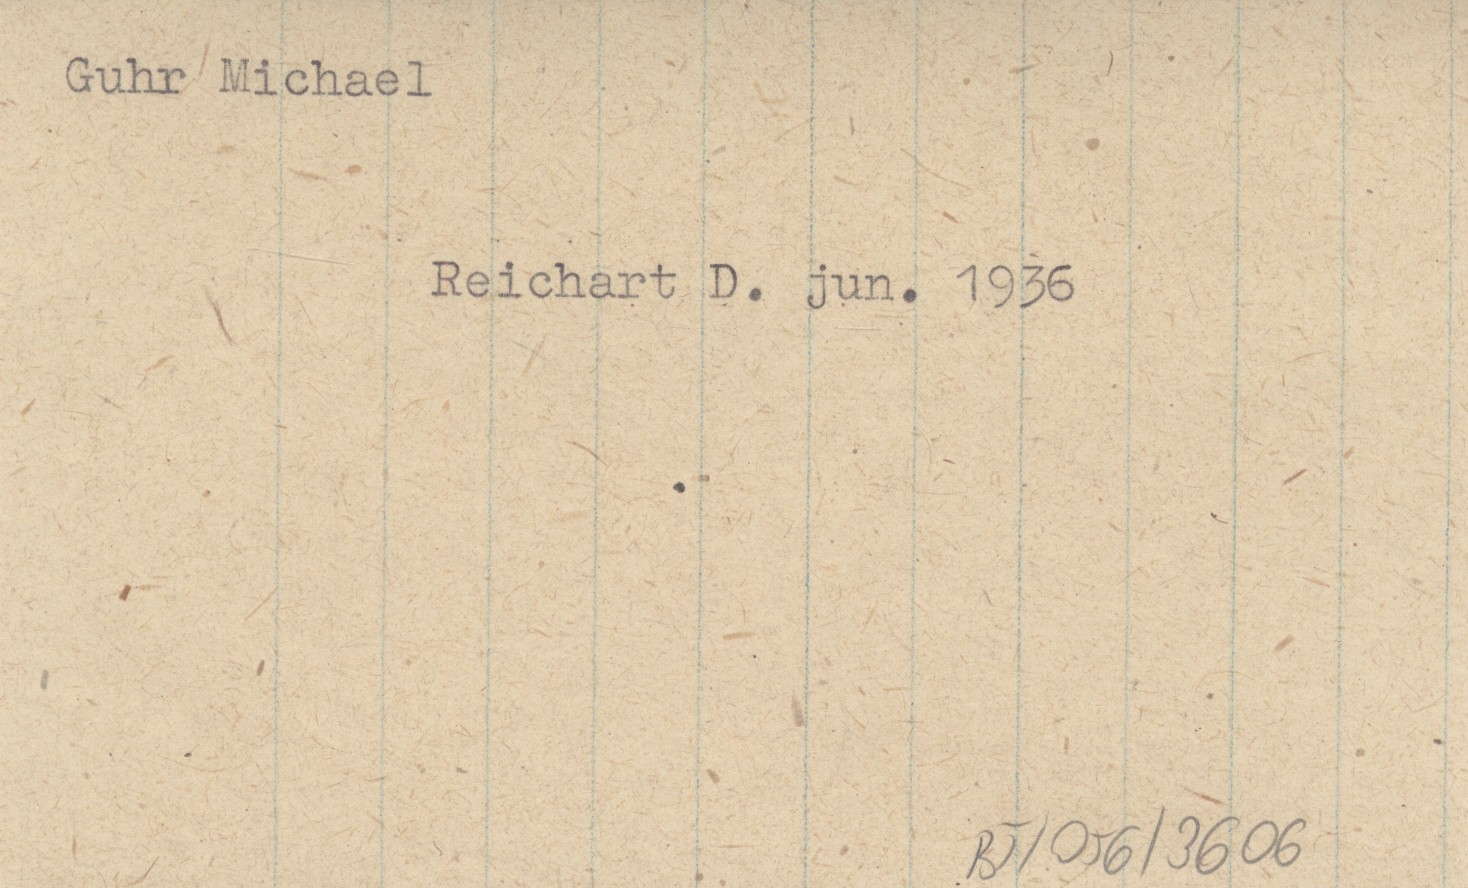 Guhr Michael
Reichart D. jun. 1936
BJ/056/3606